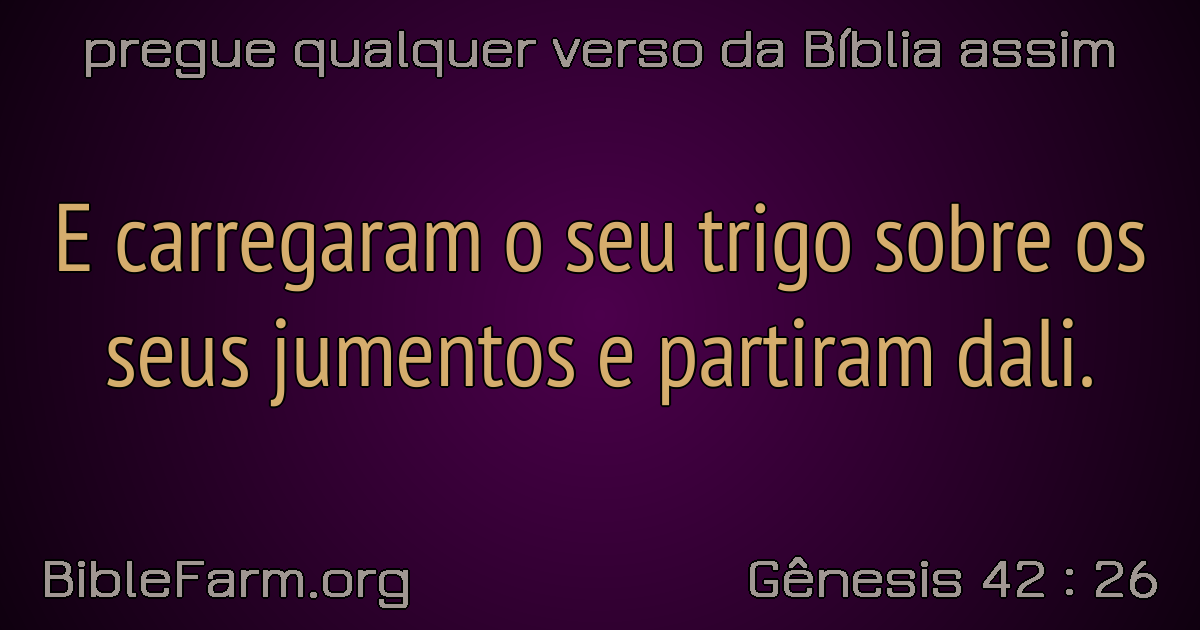 pregue qualquer verso da Bíblia assim
E carregaram o seu trigo sobre os
seus jumentos e partiram dali.
BibleFarm.org
Gênesis 42 : 26